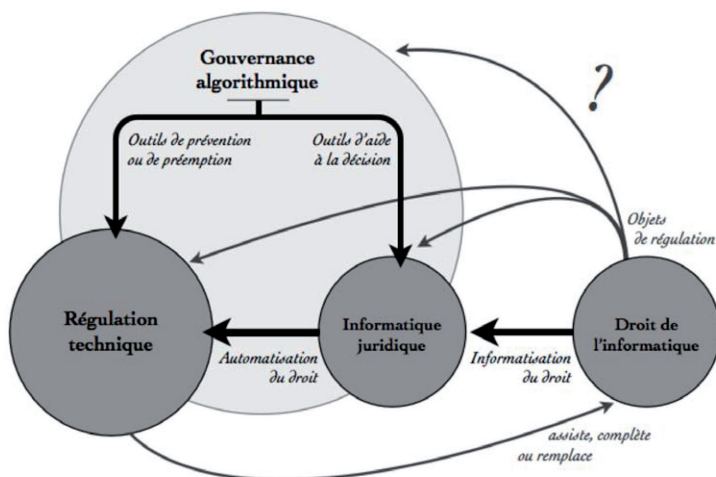 Gouvernance
algorithmique
?
Outils de prévention
ou de préemption
Outils d'aide
à la décision
Objets
de régulation
Régulation
technique
Informatique
juridique
Droit de
l'informatique
Automatisation
du droit
Informatisation
du droit
assiste, complète
ou remplace